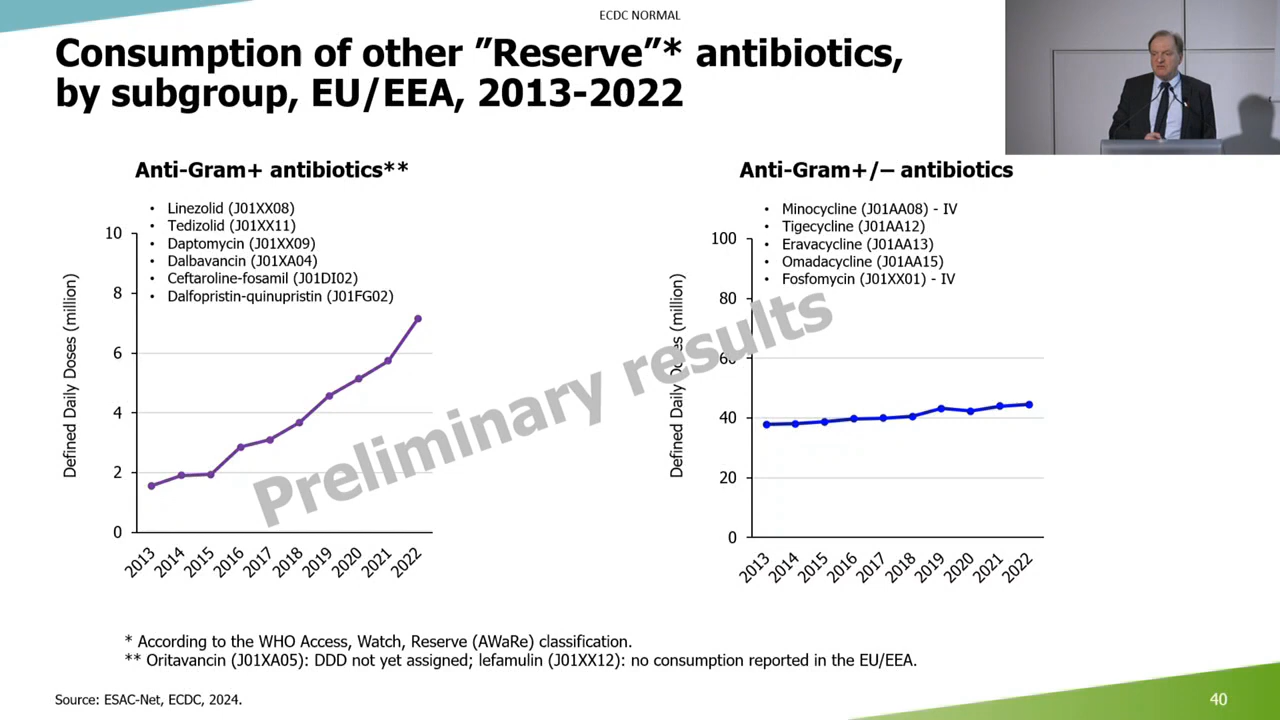 ECDC NORMAL
Consumption of other ”Reserve”* antibiotics,
by subgroup, EU/EEA, 2013-2022
Anti-Gram+ antibiotics**
• Linezolid (J01XX08)
• Tedizolid (J01XX11)
• Daptomycin (J01XX09)
• Dalbavancin (J01XA04)
• Ceftaroline-fosamil (J01DI02)
• Dalfopristin-quinupristin (J01FG02)
Defined Daily Doses (million)
10
8
6
4
2
0
2013 2014 2015 2016 2017 2018 2019 2020 2021 2022
Anti-Gram+/− antibiotics
• Minocycline (J01AA08) - IV
• Tigecycline (J01AA12)
• Eravacycline (J01AA13)
• Omadacycline (J01AA15)
• Fosfomycin (J01XX01) - IV
Defined Daily Doses (million)
100
80
60
40
20
0
2013 2014 2015 2016 2017 2018 2019 2020 2021 2022
Preliminary results
* According to the WHO Access, Watch, Reserve (AWaRe) classification.
** Oritavancin (J01XA05): DDD not yet assigned; lefamulin (J01XX12): no consumption reported in the EU/EEA.
Source: ESAC-Net, ECDC, 2024.
40